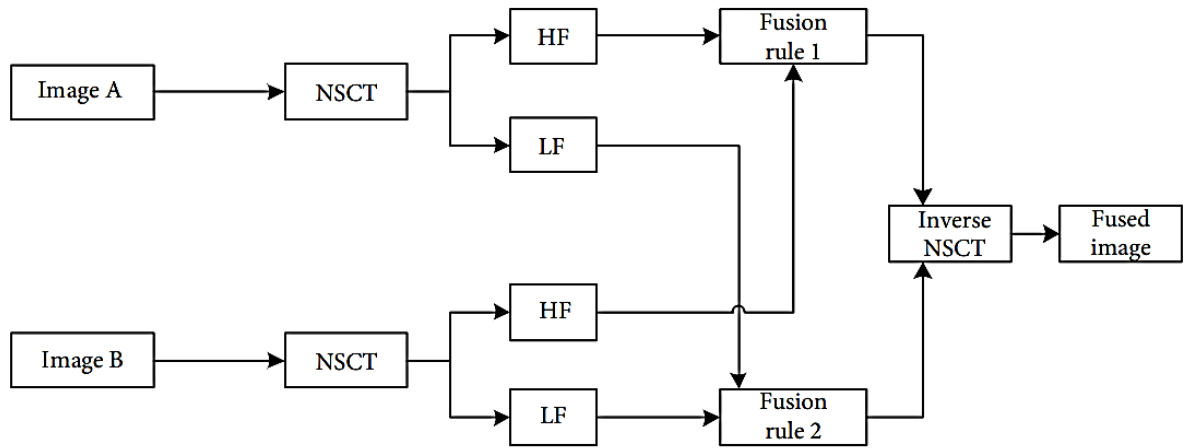 Image A
NSCT
HF
LF
Fusion
rule 1
Image B
NSCT
HF
LF
Fusion
rule 2
Inverse
NSCT
Fused
image